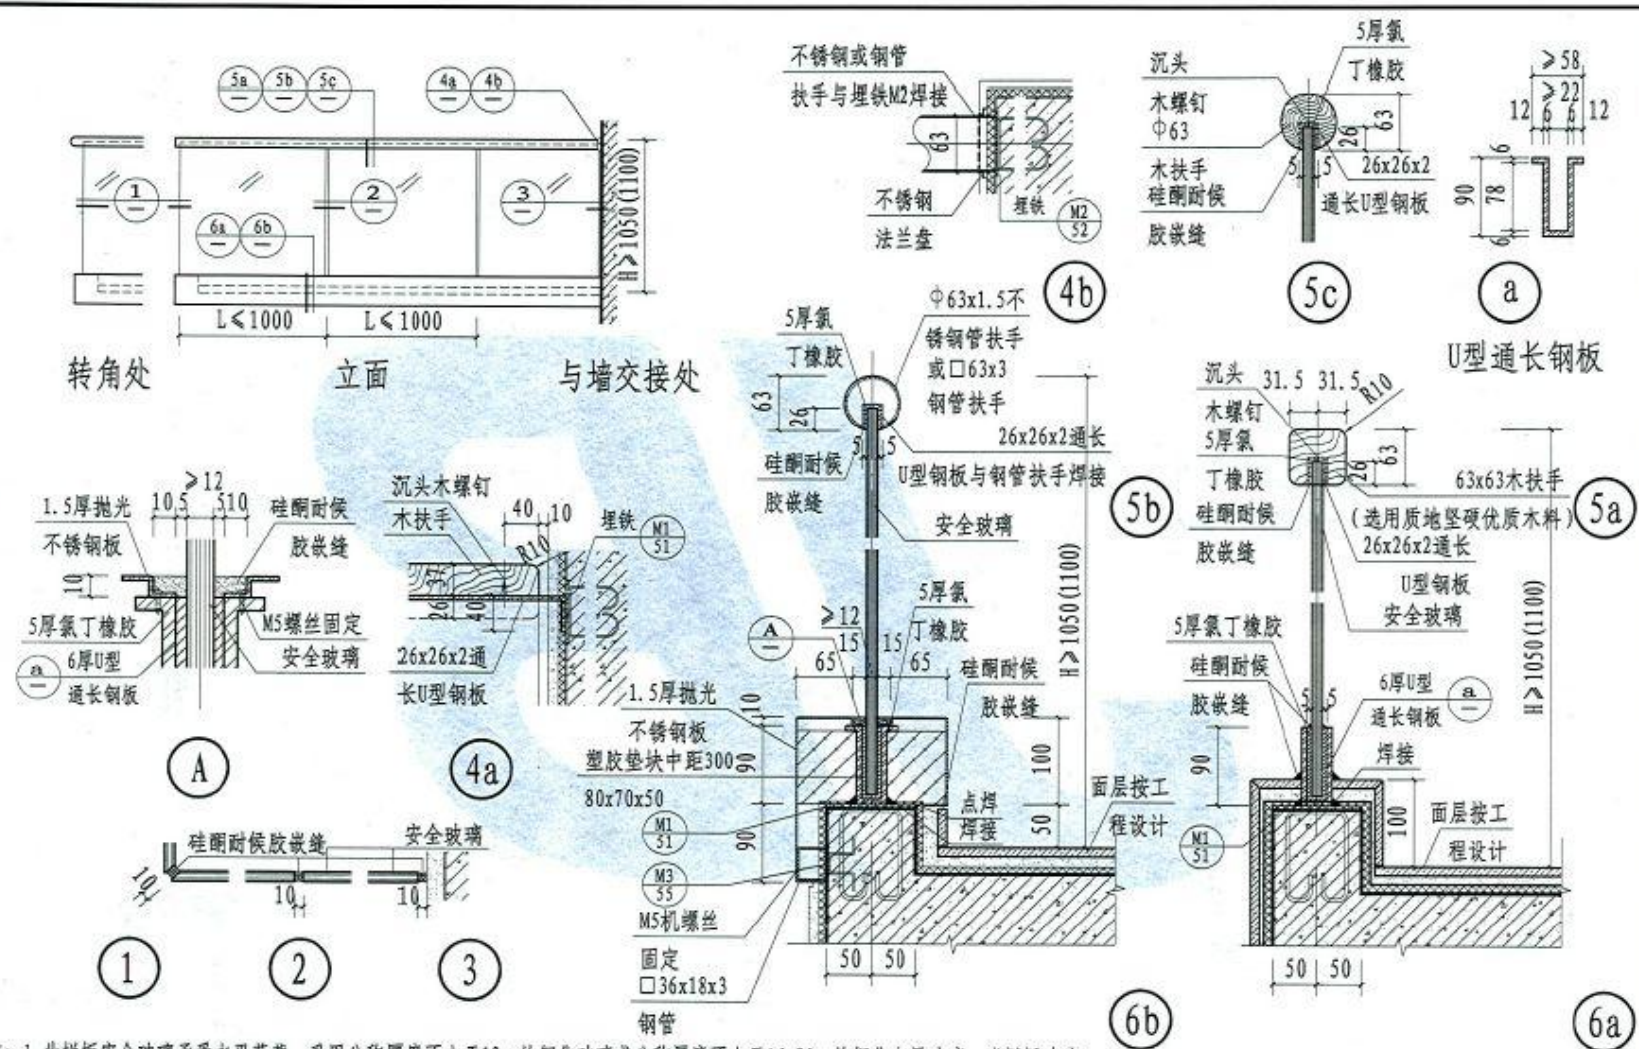 5a 5b 5c
4a 4b
1
2
3
6a 6b
H≥1050(1100)
L≤1000 L≤1000
转角处
立面
与墙交接处
不锈钢或钢管
扶手与埋铁M2焊接
63
不锈钢
法兰盘
埋铁
M2
52
4b
沉头
木螺钉
Φ63
木扶手
硅酮耐候
胶嵌缝
5厚氯
丁橡胶
63
26
5 5
26x26x2
通长U型钢板
5c
≥58
≥22
12 6 6 12
6
90
78
6
a
U型通长钢板
≥12
10 5 5 10
1.5厚抛光
不锈钢板
硅酮耐候
胶嵌缝
10
5厚氯丁橡胶
M5螺丝固定
安全玻璃
a
6厚U型
通长钢板
A
沉头木螺钉
木扶手
40 10
埋铁
M1
51
R10
37
26
40
26x26x2通
长U型钢板
4a
5厚氯
丁橡胶
Φ63x1.5不
锈钢管扶手
或□63x3
钢管扶手
63
26
26x26x2通长
5 5
U型钢板与钢管扶手焊接
硅酮耐候
胶嵌缝
安全玻璃
5b
H≥1050(1100)
5厚氯
丁橡胶
≥12
A
15 15
65 65
硅酮耐候
胶嵌缝
1.5厚抛光
不锈钢板
10
塑胶垫块中距300
80x70x50
90
90
100
50
点焊
焊接
面层按工
程设计
M1
51
M3
55
M5机螺丝
固定
□36x18x3
钢管
50 50
6b
沉头
木螺钉
5厚氯
丁橡胶
硅酮耐候
胶嵌缝
31.5 31.5
R10
26
63
63x63木扶手
(选用质地坚硬优质木料)
26x26x2通长
U型钢板
安全玻璃
5a
H≥1050(1100)
5厚氯丁橡胶
硅酮耐候
胶嵌缝
5 5
6厚U型
通长钢板
a
焊接
90
100
面层按工
程设计
M1
51
50 50
6a
硅酮耐候胶嵌缝
安全玻璃
10
10
10
1
2
3